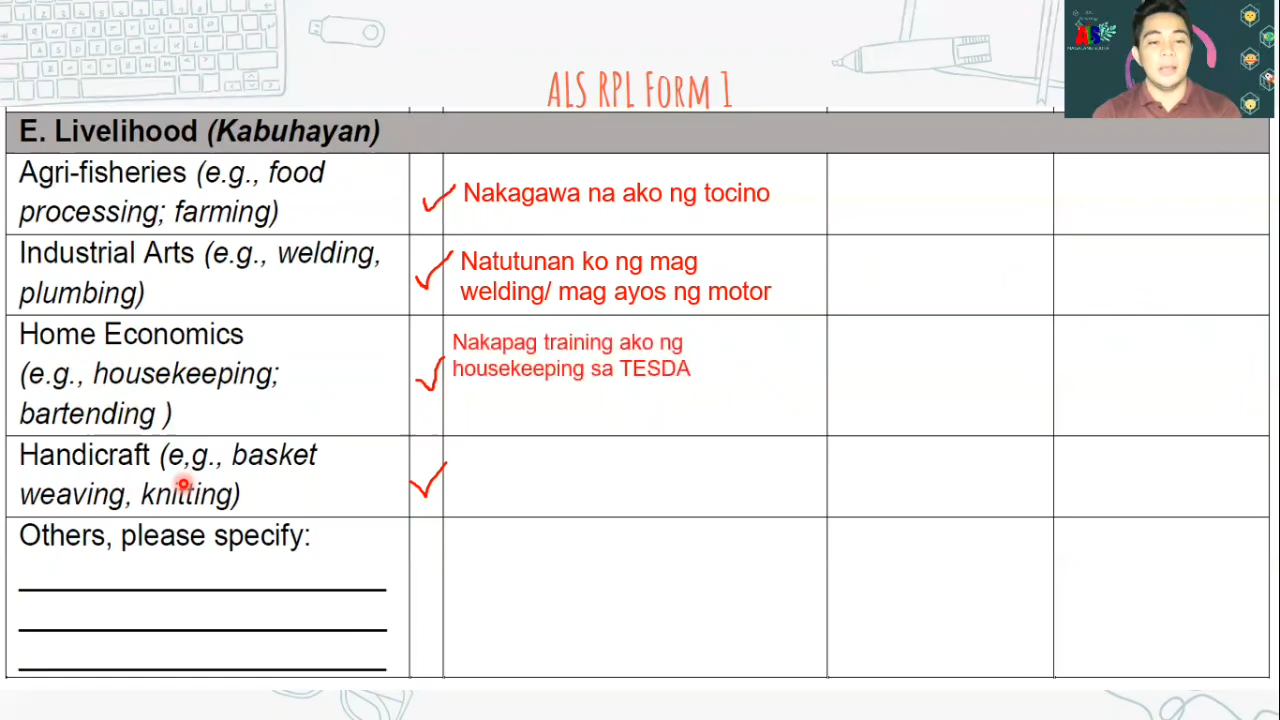 ALS RPL FORM 1
ALS
E. Livelihood (Kabuhayan)
Agri-fisheries (e.g., food
processing; farming)
Nakagawa na ako ng tocino
Industrial Arts (e.g., welding,
plumbing)
Natutunan ko ng mag
welding/ mag ayos ng motor
Home Economics
(e.g., housekeeping;
bartending )
Nakapag training ako ng
housekeeping sa TESDA
Handicraft (e,g., basket
weaving, knitting)
Others, please specify: